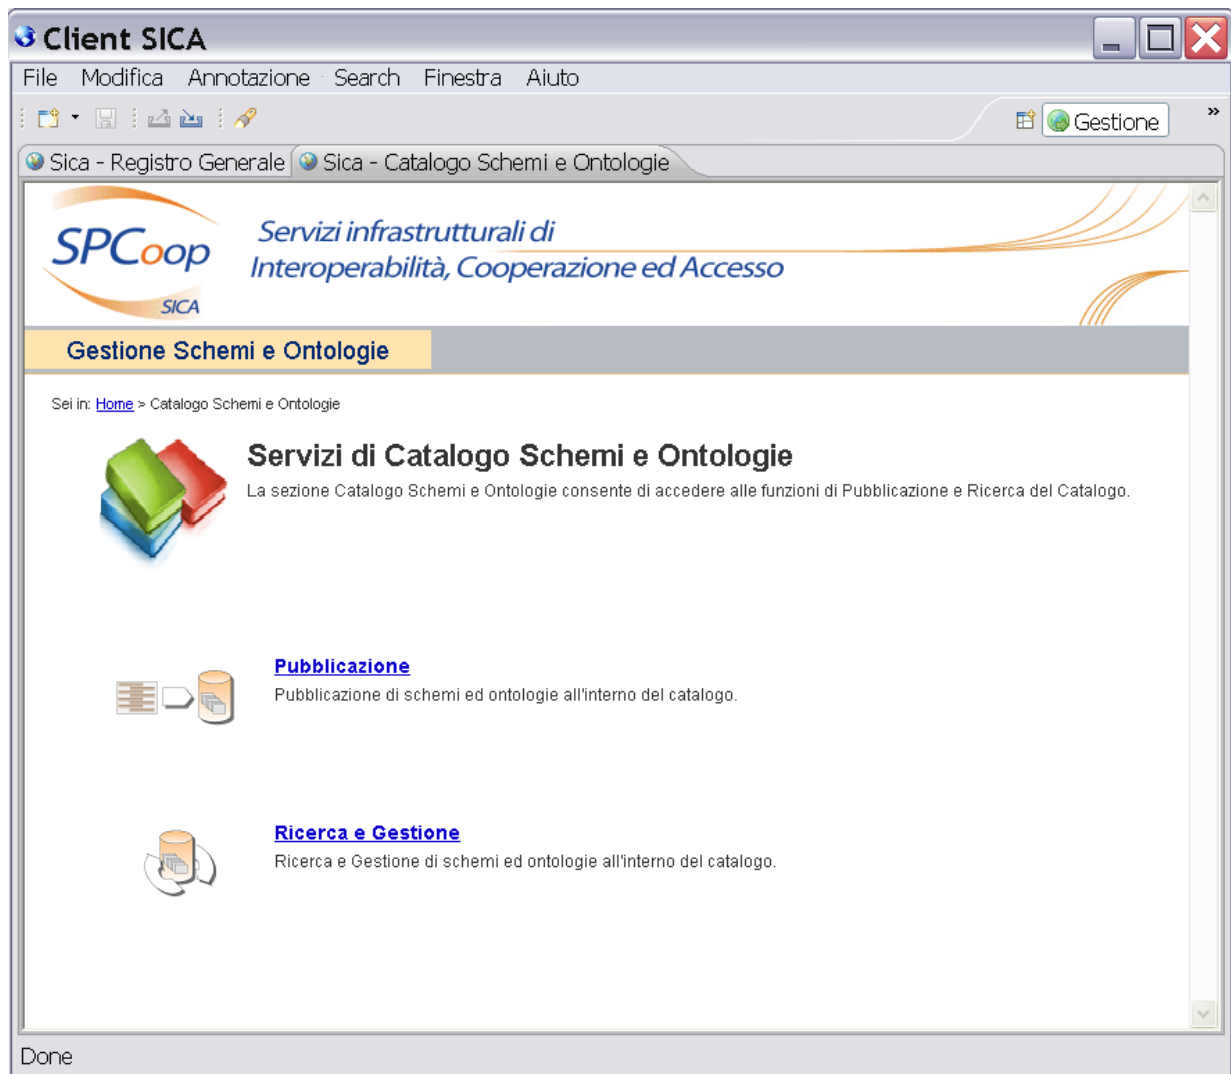 Client SICA
File Modifica Annotazione Search Finestra Aiuto
Gestione »
Sica - Registro Generale Sica - Catalogo Schemi e Ontologie
SPCoop
SICA
Servizi infrastrutturali di
Interoperabilità, Cooperazione ed Accesso
Gestione Schemi e Ontologie
Sei in: Home > Catalogo Schemi e Ontologie
Servizi di Catalogo Schemi e Ontologie
La sezione Catalogo Schemi e Ontologie consente di accedere alle funzioni di Pubblicazione e Ricerca del Catalogo.
Pubblicazione
Pubblicazione di schemi ed ontologie all'interno del catalogo.
Ricerca e Gestione
Ricerca e Gestione di schemi ed ontologie all'interno del catalogo.
Done